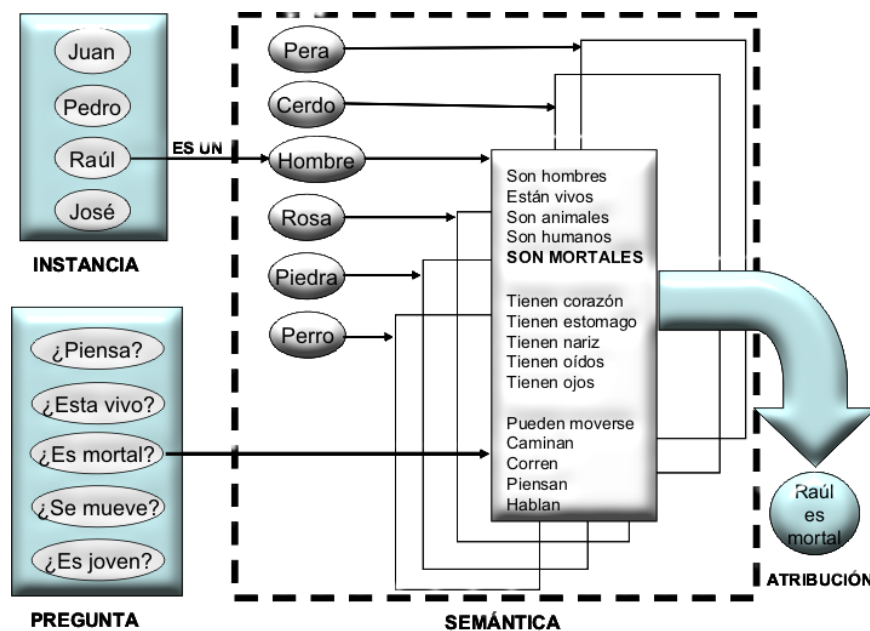 Juan
Pedro
Raúl
José
INSTANCIA
ES UN
Pera
Cerdo
Hombre
Rosa
Piedra
Perro
Son hombres
Están vivos
Son animales
Son humanos
SON MORTALES
Tienen corazón
Tienen estomago
Tienen nariz
Tienen oídos
Tienen ojos
Pueden moverse
Caminan
Corren
Piensan
Hablan
¿Piensa?
¿Esta vivo?
¿Es mortal?
¿Se mueve?
¿Es joven?
PREGUNTA
SEMÁNTICA
Raúl
es
mortal
ATRIBUCIÓN